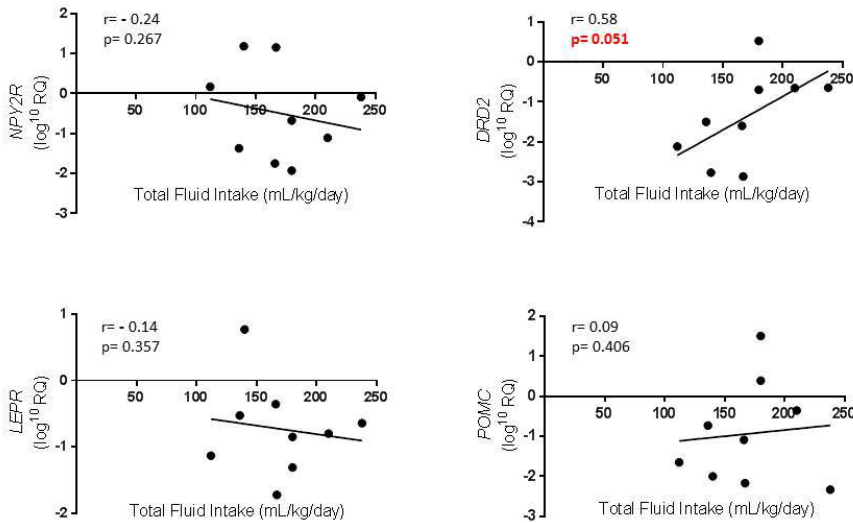 r= - 0.24
p= 0.267
2
1
0
-1
-2
-3
50 100 150 200 250
NPY2R
(log10 RQ)
Total Fluid Intake (mL/kg/day)
r= 0.58
p= 0.051
1
0
-1
-2
-3
-4
50 100 150 200 250
DRD2
(log10 RQ)
Total Fluid Intake (mL/kg/day)
r= - 0.14
p= 0.357
1
0
-1
-2
50 100 150 200 250
LEPR
(log10 RQ)
Total Fluid Intake (mL/kg/day)
r= 0.09
p= 0.406
2
1
0
-1
-2
-3
50 100 150 200 250
POMC
(log10 RQ)
Total Fluid Intake (mL/kg/day)